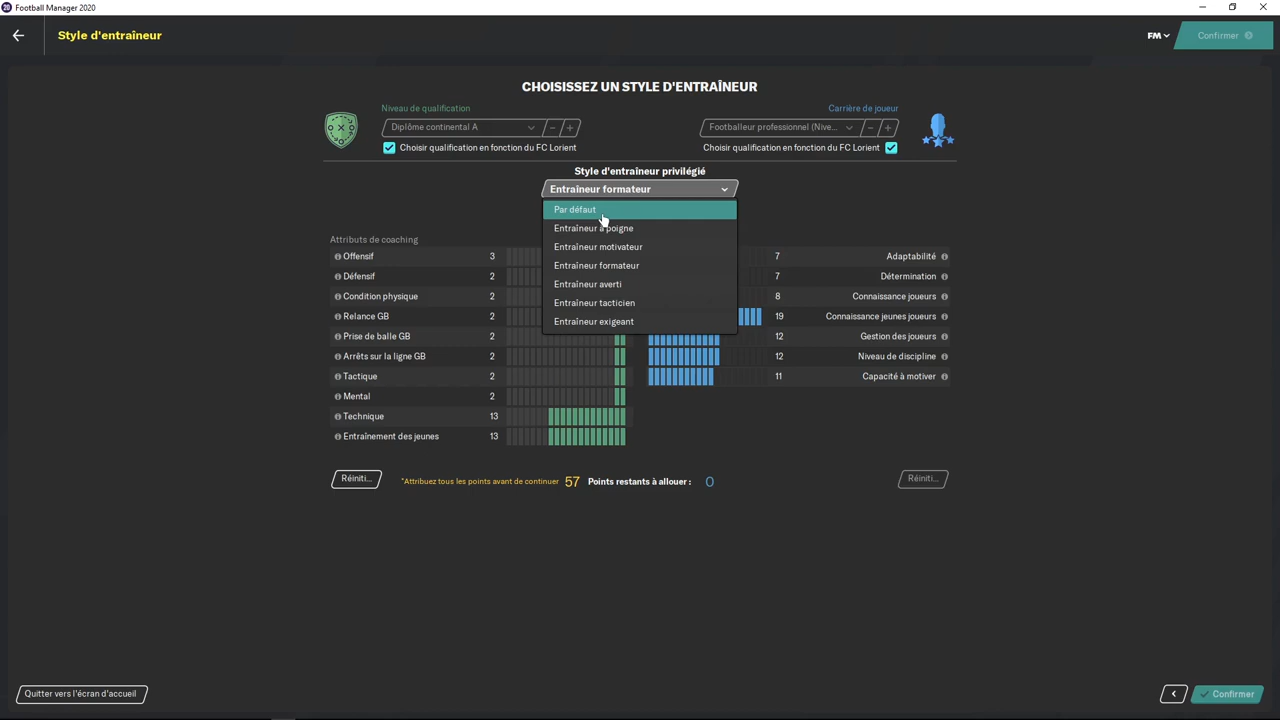 20 Football Manager 2020
Style d'entraîneur
FM
Confirmer
CHOISISSEZ UN STYLE D'ENTRAÎNEUR
Niveau de qualification
Carrière de joueur
Diplôme continental A
Footballeur professionnel (Nive...
Choisir qualification en fonction du FC Lorient
Choisir qualification en fonction du FC Lorient
Style d'entraîneur privilégié
Entraîneur formateur
Par défaut
Entraîneur à poigne
Entraîneur motivateur
Entraîneur formateur
Entraîneur averti
Entraîneur tacticien
Entraîneur exigeant
Attributs de coaching
Offensif 3
Défensif 2
Condition physique 2
Relance GB 2
Prise de balle GB 2
Arrêts sur la ligne GB 2
Tactique 2
Mental 2
Technique 13
Entraînement des jeunes 13
7 Adaptabilité
7 Détermination
8 Connaissance joueurs
19 Connaissance jeunes joueurs
12 Gestion des joueurs
12 Niveau de discipline
11 Capacité à motiver
Réiniti...
*Attribuez tous les points avant de continuer 57 Points restants à allouer : 0
Réiniti...
Quitter vers l'écran d'accueil
Confirmer